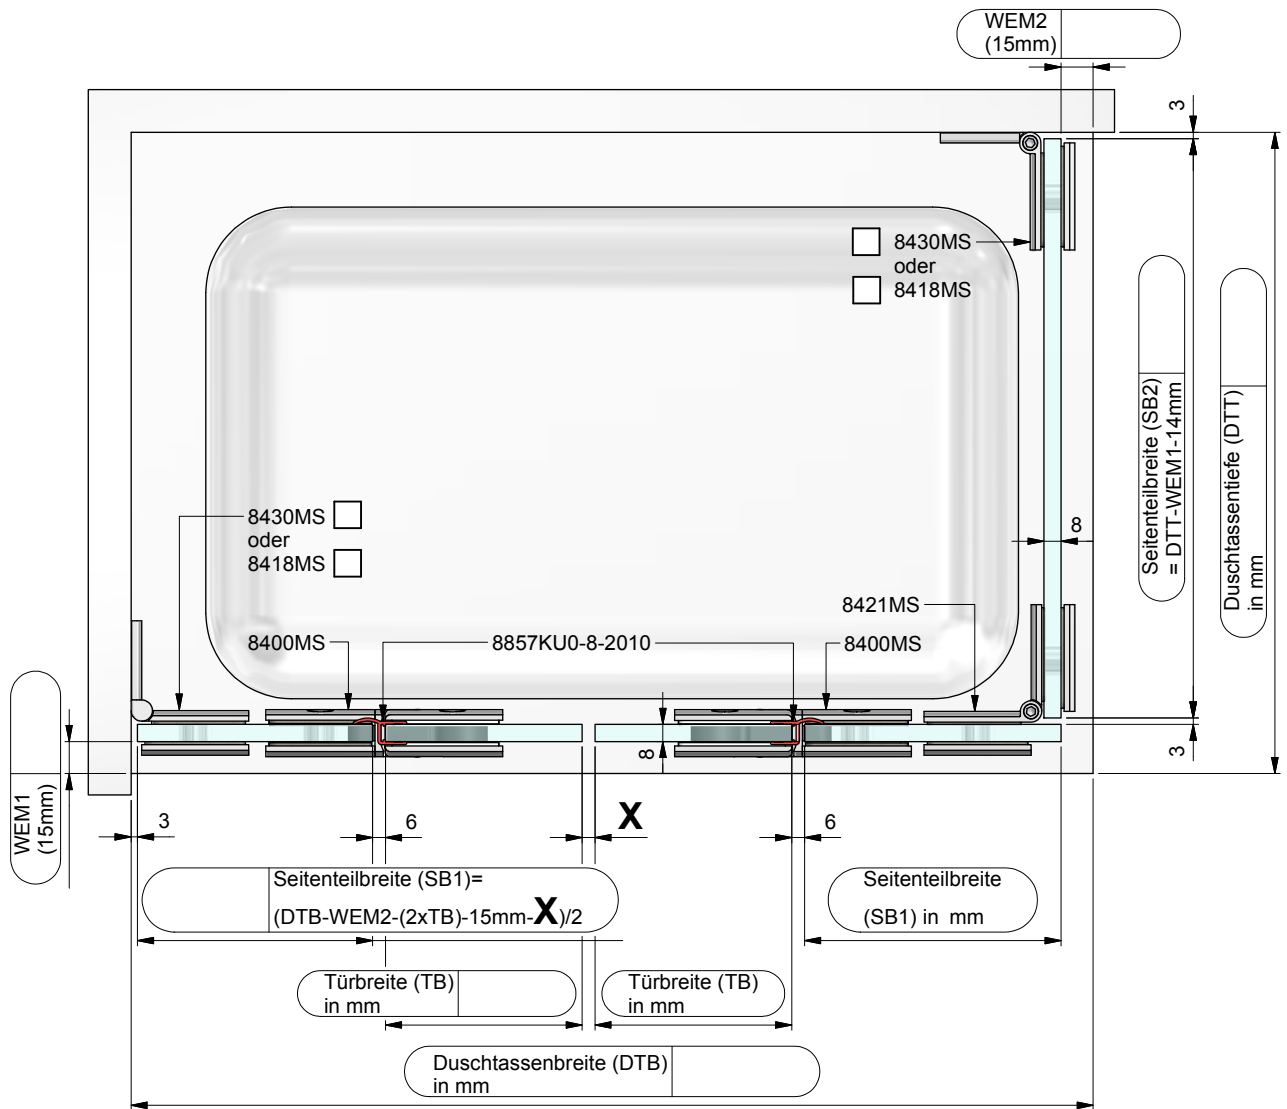 WEM2
(15mm)
3
8430MS
oder
8418MS
Seitenteilbreite (SB2)
= DTT-WEM1-14mm
Duschtassentiefe (DTT)
in mm
8
8430MS
oder
8418MS
8421MS
8400MS
8857KU0-8-2010
8400MS
8
3
WEM1
(15mm)
3
6
X
6
Seitenteilbreite (SB1)=
(DTB-WEM2-(2xTB)-15mm-X)/2
Seitenteilbreite
(SB1) in mm
Türbreite (TB)
in mm
Türbreite (TB)
in mm
Duschtassenbreite (DTB)
in mm